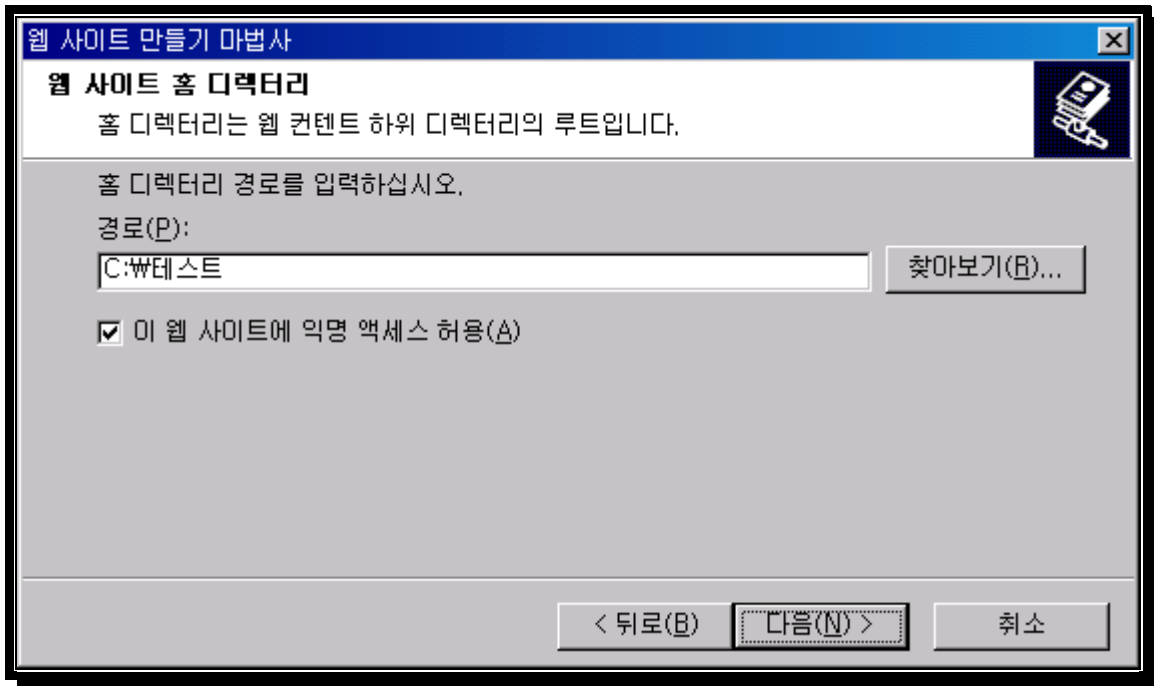 웹 사이트 만들기 마법사
웹 사이트 홈 디렉터리
홈 디렉터리는 웹 컨텐트 하위 디렉터리의 루트입니다.
홈 디렉터리 경로를 입력하십시오.
경로(P):
C:₩테스트
찾아보기(R)...
이 웹 사이트에 익명 액세스 허용(A)
< 뒤로(B) 다음(N) > 취소